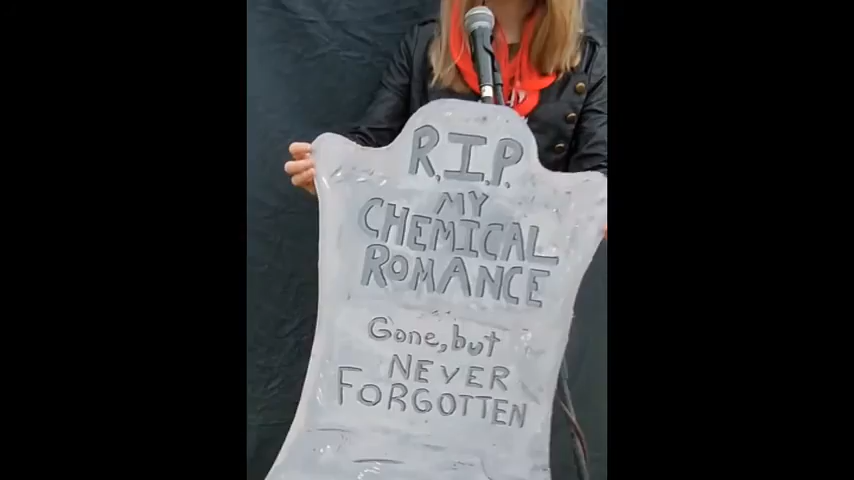 R.I.P.
MY
CHEMICAL
ROMANCE
Gone, but
NEVER
FORGOTTEN